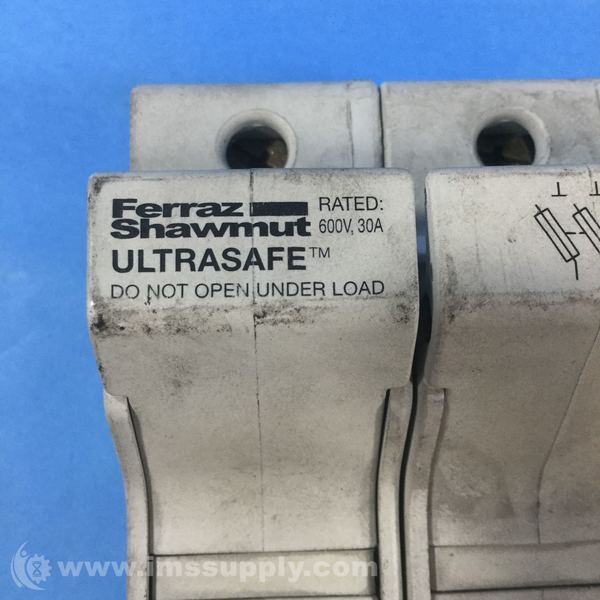 Ferraz
Shawmut
RATED:
600V, 30A
ULTRASAFE™
DO NOT OPEN UNDER LOAD
www.imssupply.com